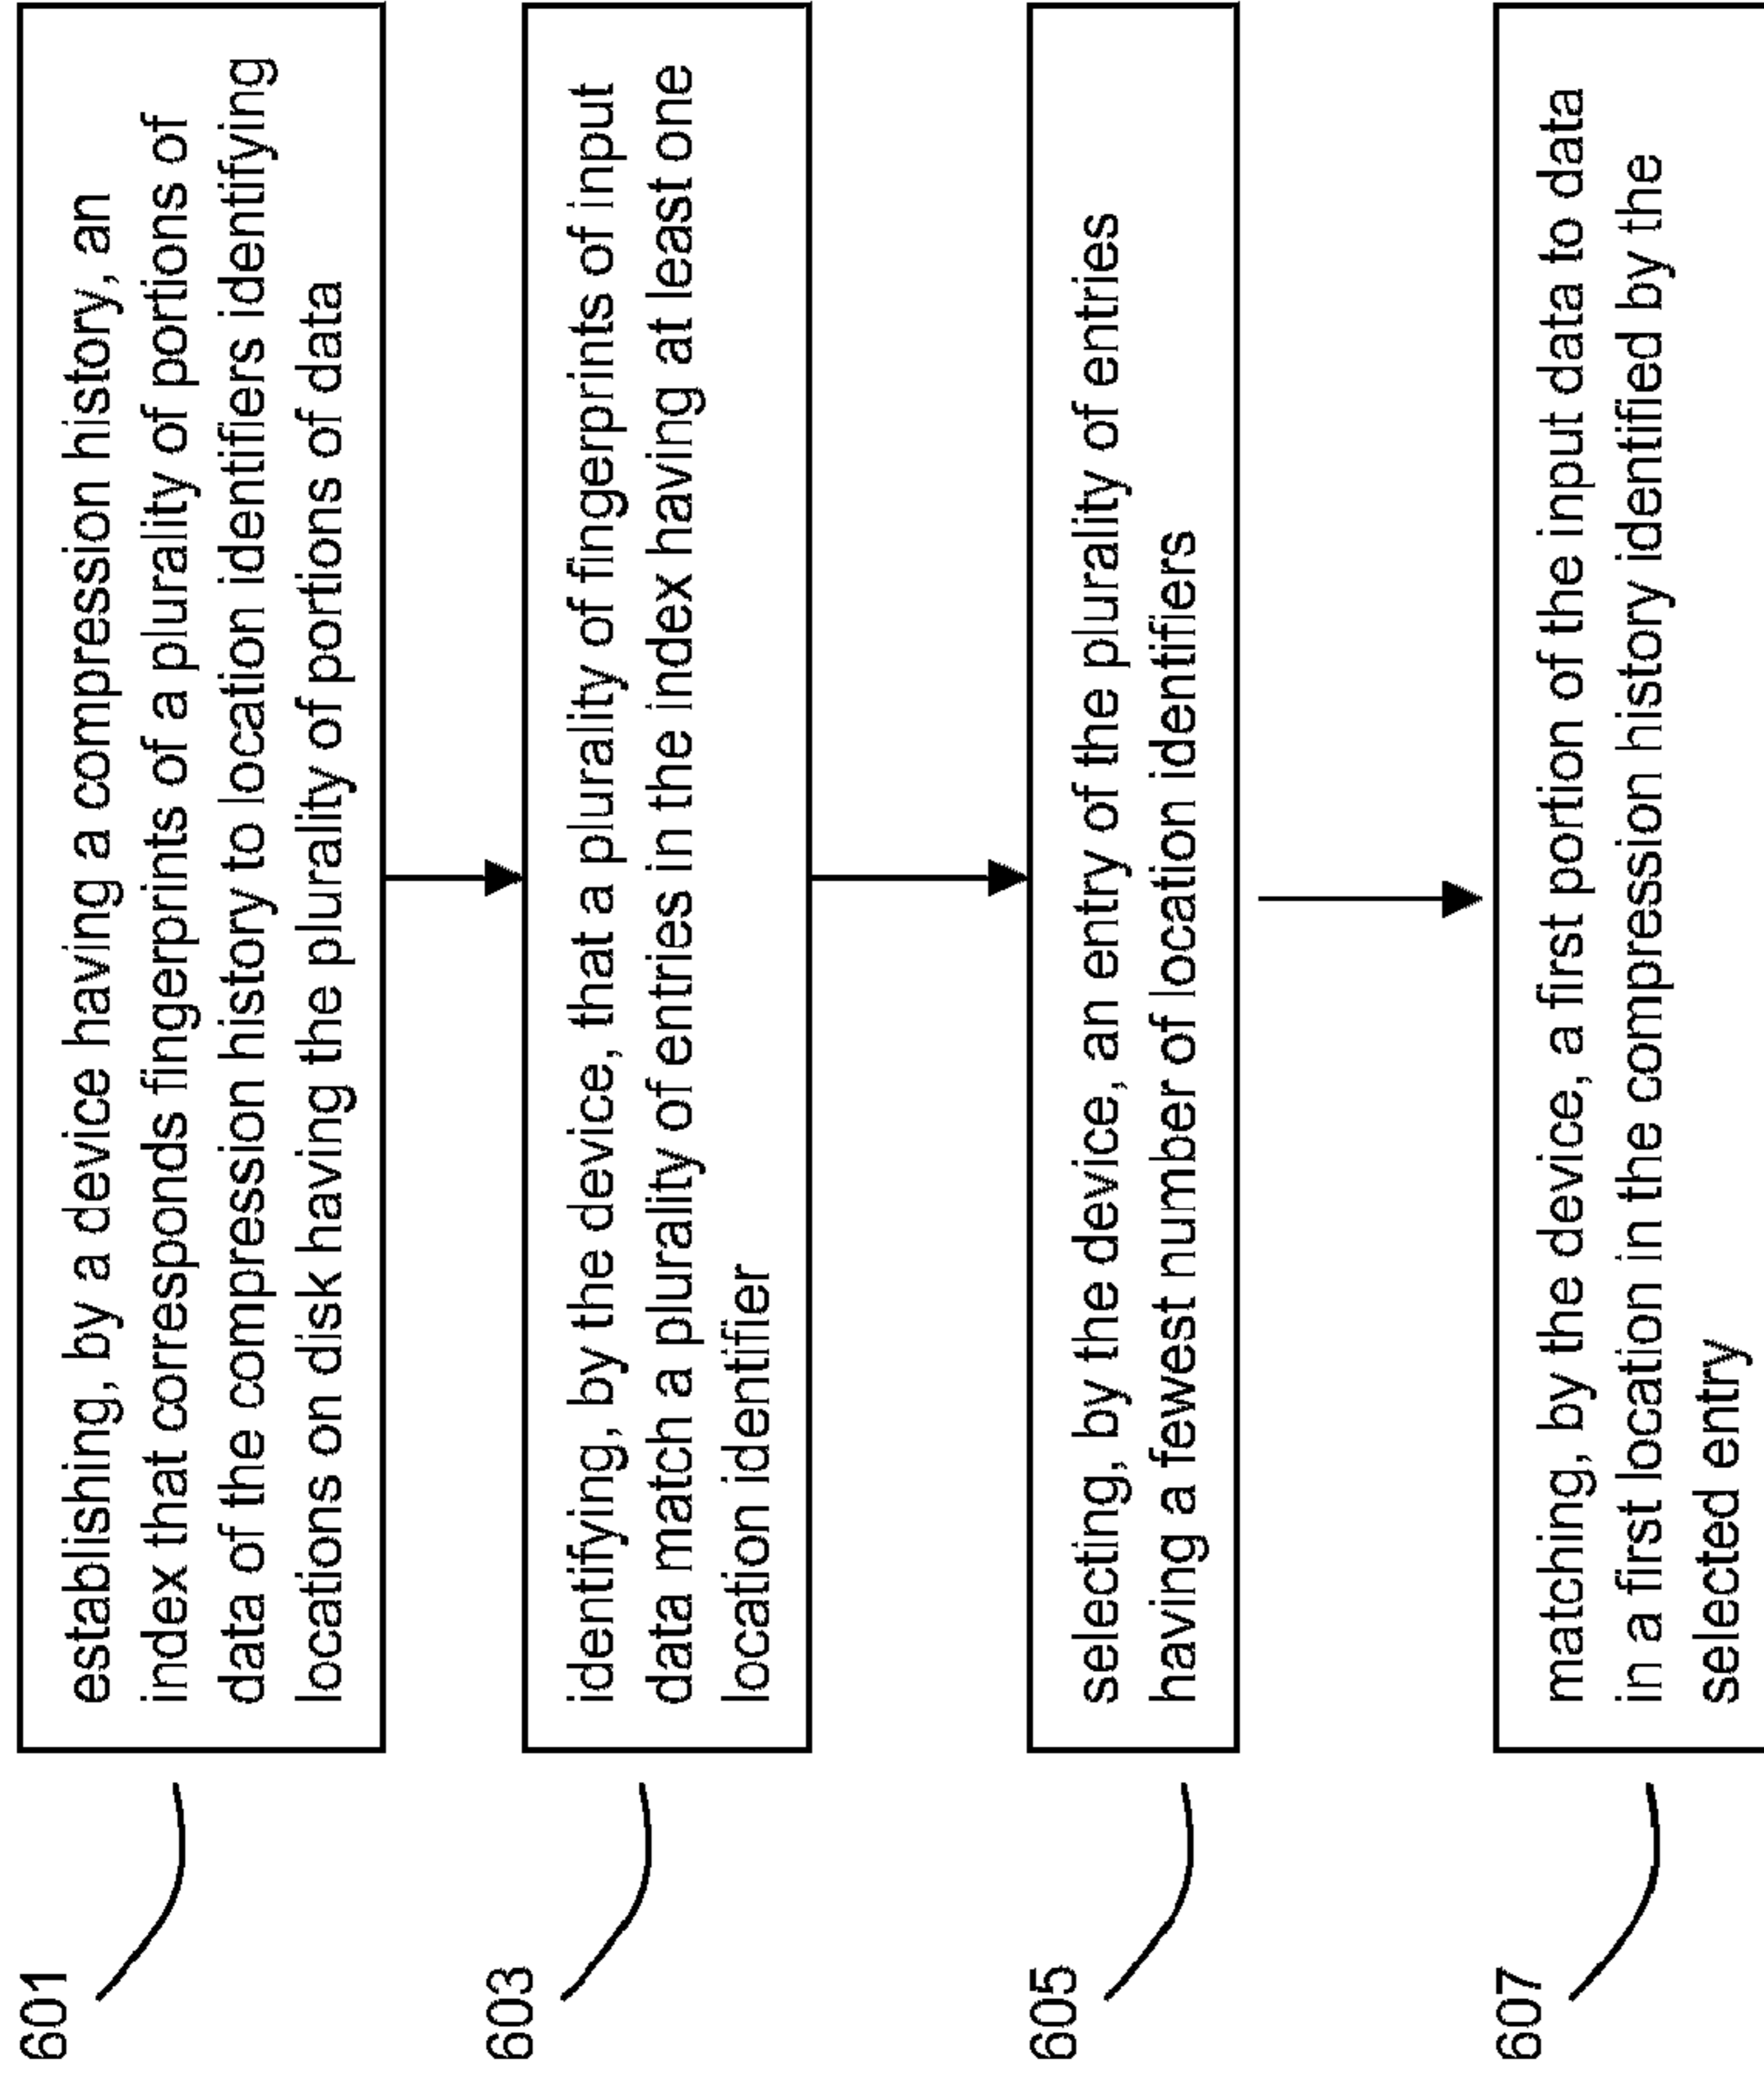 601
establishing, by a device having a compression history, an
index that corresponds fingerprints of a plurality of portions of
data of the compression history to location identifiers identifying
locations on disk having the plurality of portions of data
603
identifying, by the device, that a plurality of fingerprints of input
data match a plurality of entries in the index having at least one
location identifier
605
selecting, by the device, an entry of the plurality of entries
having a fewest number of location identifiers
607
matching, by the device, a first portion of the input data to data
in a first location in the compression history identified by the
selected entry